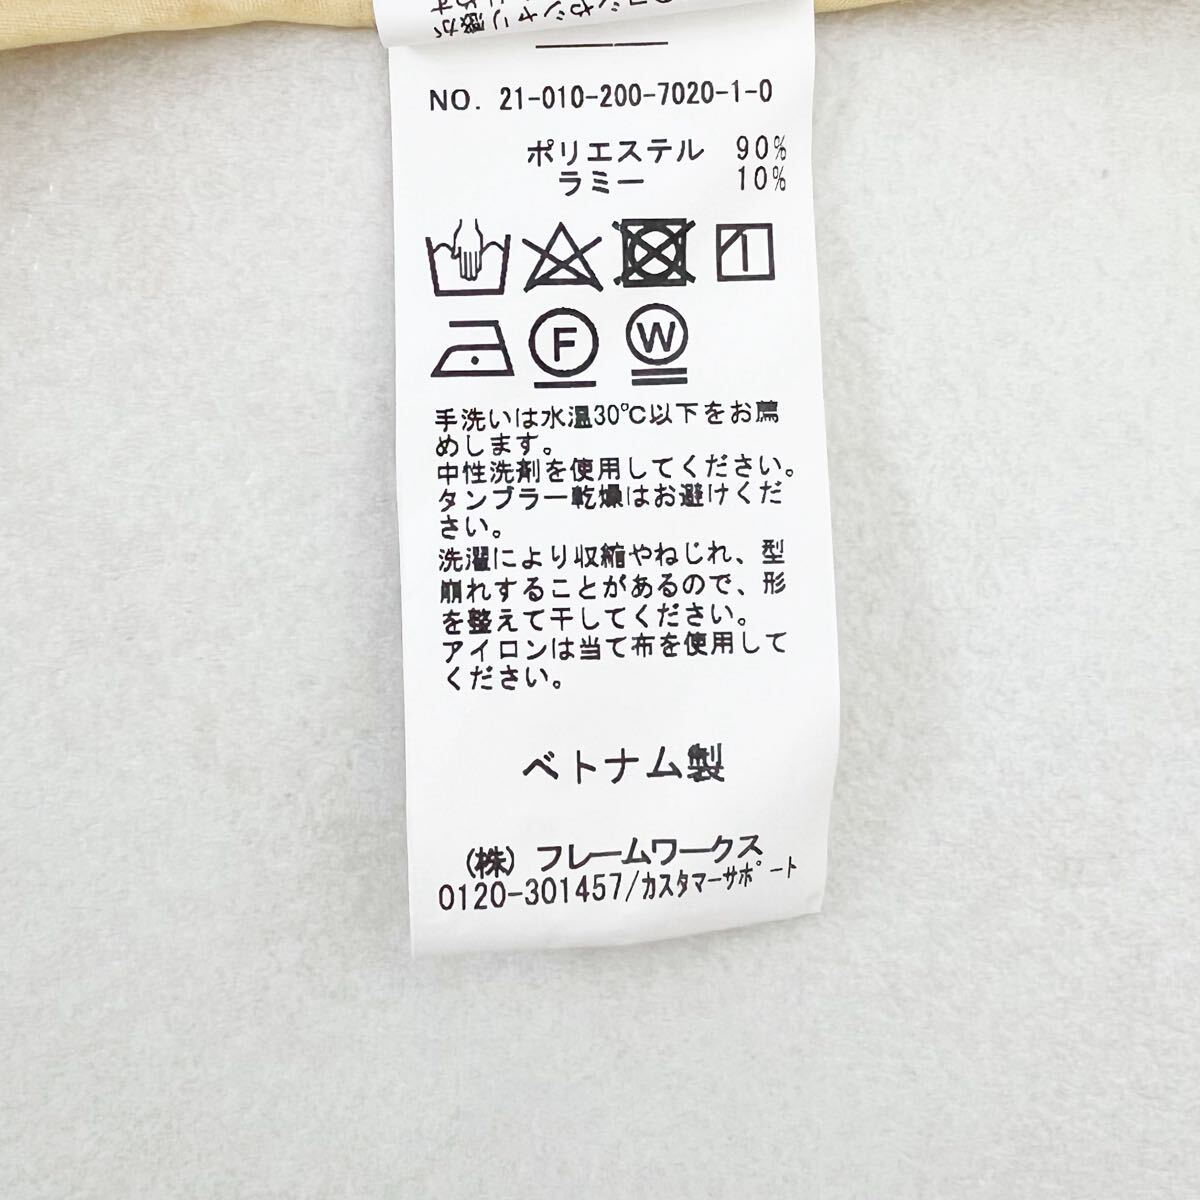 NO. 21-010-200-7020-1-0
ポリエステル 90%
ラミー 10%
F
W
手洗いは水温30℃以下をお薦
めします。
中性洗剤を使用してください。
タンブラー乾燥はお避けくだ
さい。
洗濯により収縮やねじれ、型
崩れすることがあるので、形
を整えて干してください。
アイロンは当て布を使用して
ください。
ベトナム製
(株) フレームワークス
0120-301457/カスタマーサポート